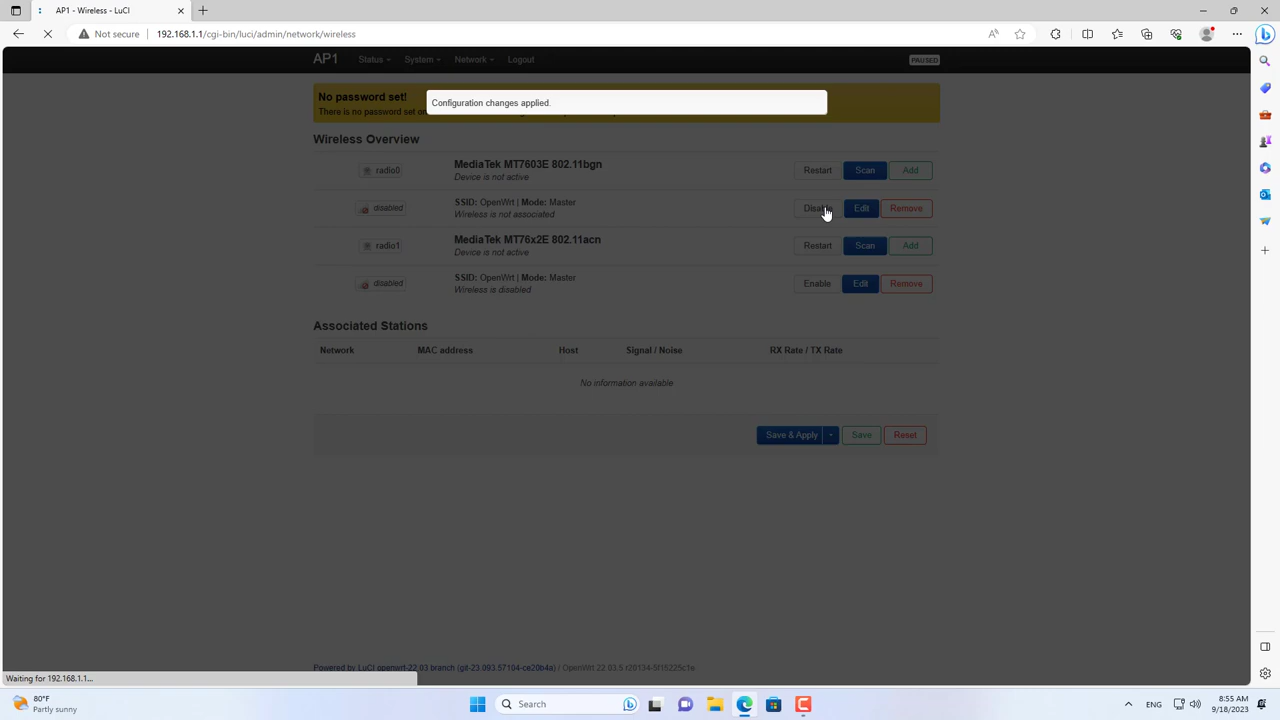 AP1 - Wireless - LuCI
Not secure 192.168.1.1/cgi-bin/luci/admin/network/wireless
AP1 Status System Network Logout PAUSED
No password set!
There is no password set on
Configuration changes applied.
Wireless Overview
radio0 MediaTek MT7603E 802.11bgn Restart Scan Add
Device is not active
disabled SSID: OpenWrt | Mode: Master Disable Edit Remove
Wireless is not associated
radio1 MediaTek MT76x2E 802.11acn Restart Scan Add
Device is not active
disabled SSID: OpenWrt | Mode: Master Enable Edit Remove
Wireless is disabled
Associated Stations
Network MAC address Host Signal / Noise RX Rate / TX Rate
No information available
Save & Apply Save Reset
Powered by LuCI openwrt-22.03 branch (git-23.093.57104-ce20b4a) / OpenWrt 22.03.5 r20134-5f15225c1e
Waiting for 192.168.1.1...
80°F
Partly sunny
Search
ENG
8:55 AM
9/18/2023